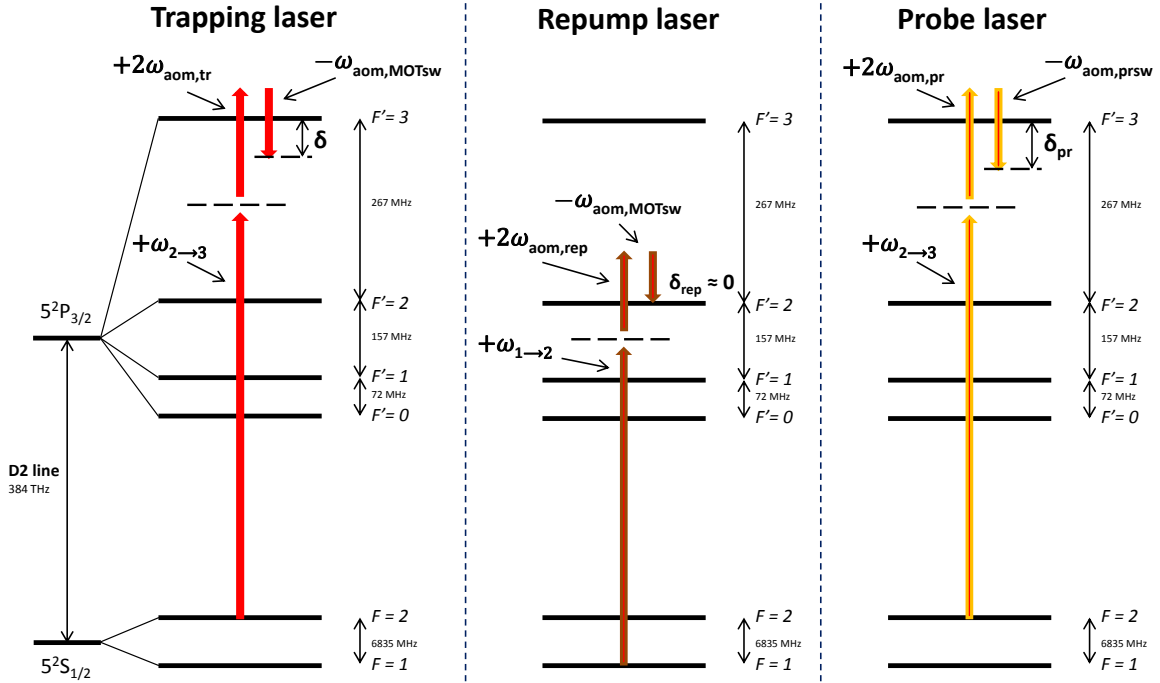 Trapping laser
+2ω_aom,tr
−ω_aom,MOTsw
F'= 3
δ
267 MHz
+ω_2→3
F'= 2
5²P_3/2
157 MHz
F'= 1
72 MHz
F'= 0
D2 line
384 THz
F = 2
6835 MHz
5²S_1/2
F = 1
Repump laser
F'= 3
267 MHz
−ω_aom,MOTsw
+2ω_aom,rep
δ_rep ≈ 0
F'= 2
+ω_1→2
157 MHz
F'= 1
72 MHz
F'= 0
F = 2
6835 MHz
F = 1
Probe laser
+2ω_aom,pr
−ω_aom,prsw
F'= 3
δ_pr
267 MHz
+ω_2→3
F'= 2
157 MHz
F'= 1
72 MHz
F'= 0
F = 2
6835 MHz
F = 1